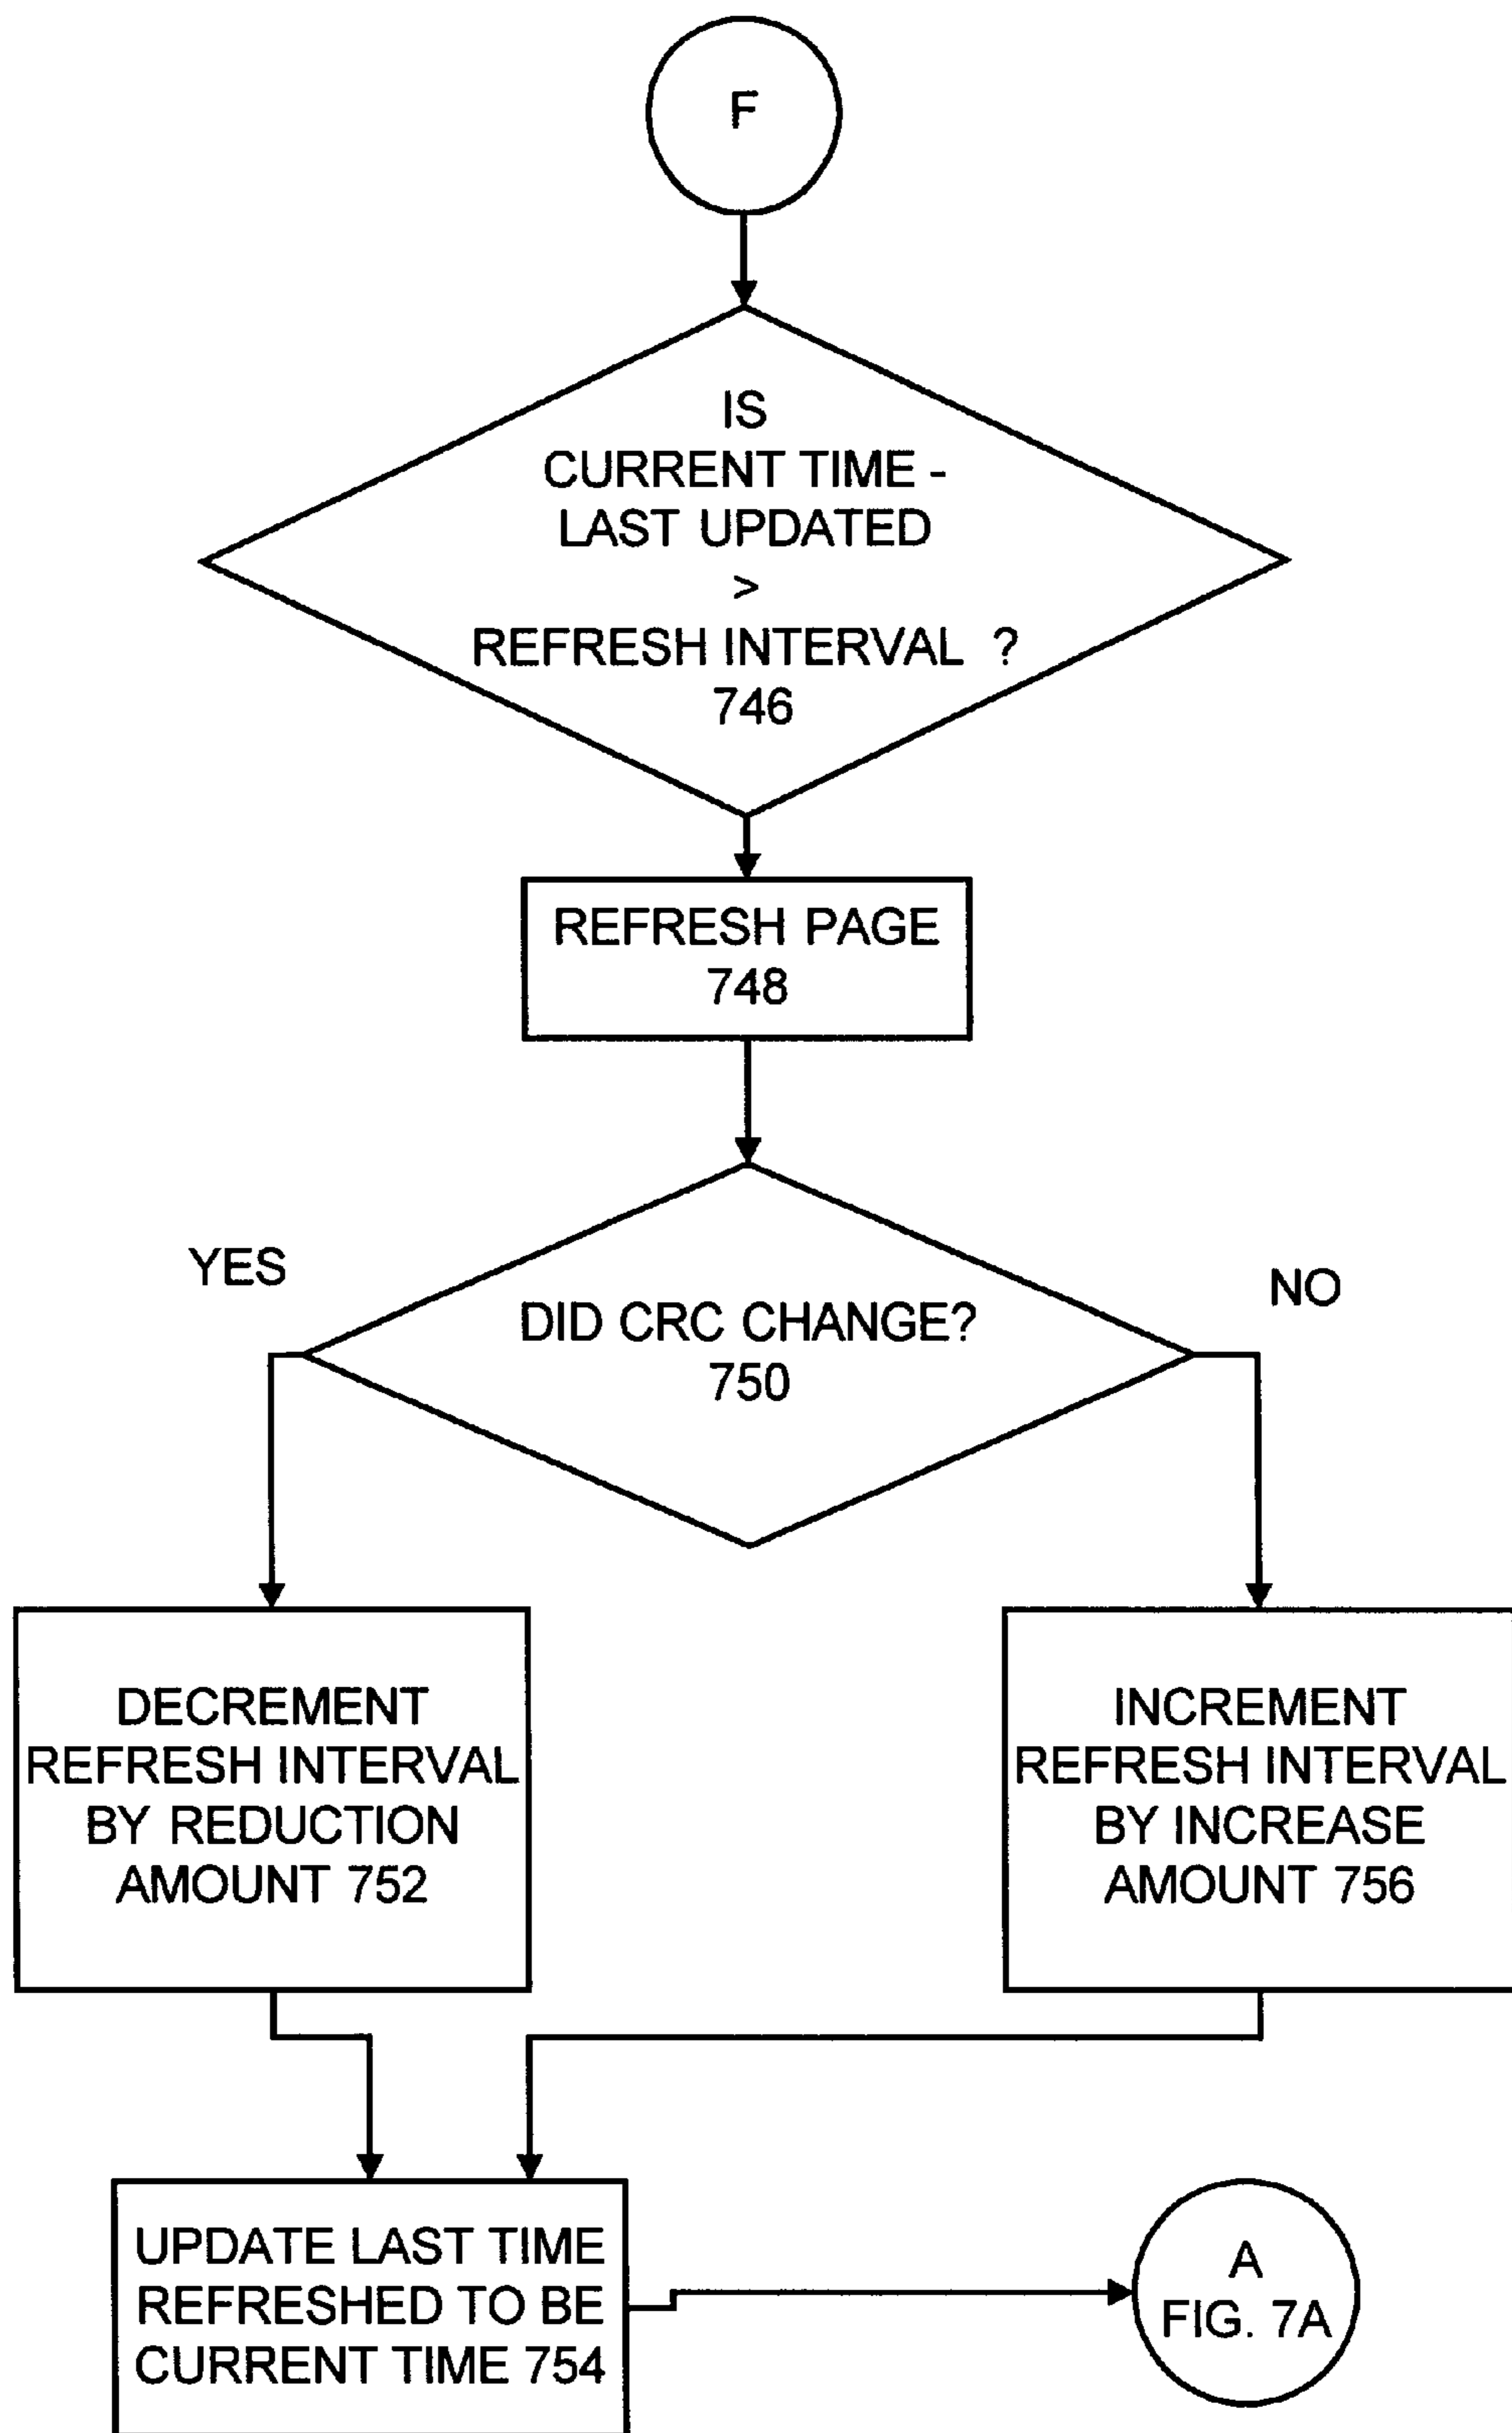 F
IS
CURRENT TIME -
LAST UPDATED
>
REFRESH INTERVAL ?
746
REFRESH PAGE
748
YES
NO
DID CRC CHANGE?
750
DECREMENT
REFRESH INTERVAL
BY REDUCTION
AMOUNT 752
INCREMENT
REFRESH INTERVAL
BY INCREASE
AMOUNT 756
UPDATE LAST TIME
REFRESHED TO BE
CURRENT TIME 754
A
FIG. 7A